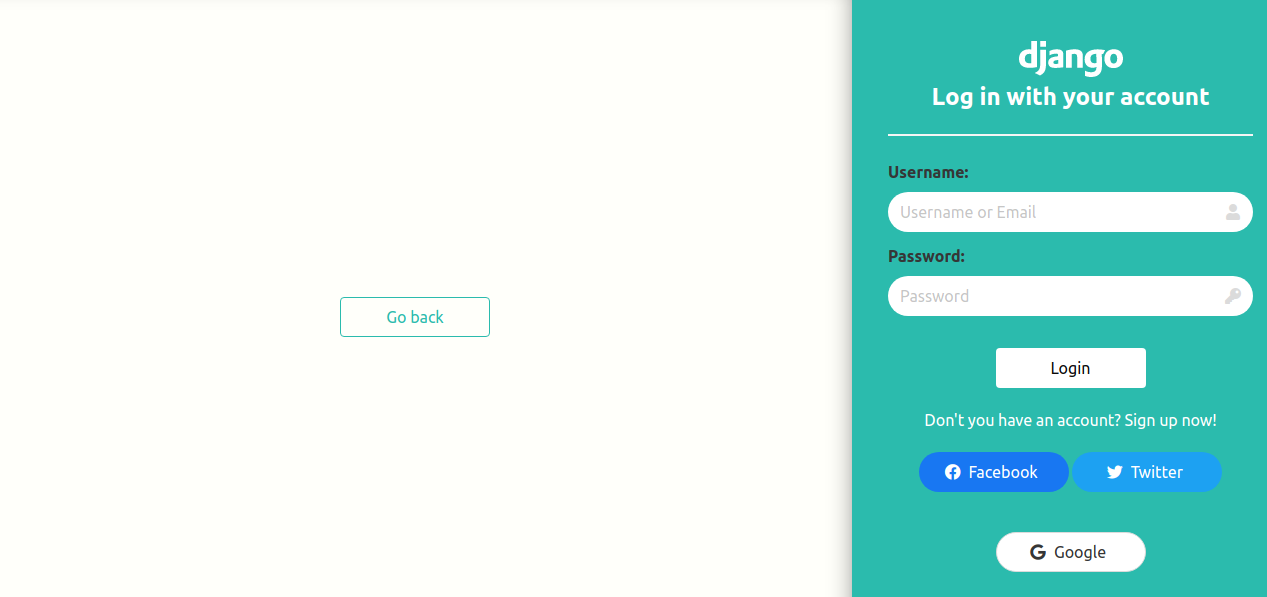 django
Log in with your account
Username:
Username or Email
Password:
Password
Go back
Login
Don't you have an account? Sign up now!
Facebook
Twitter
Google